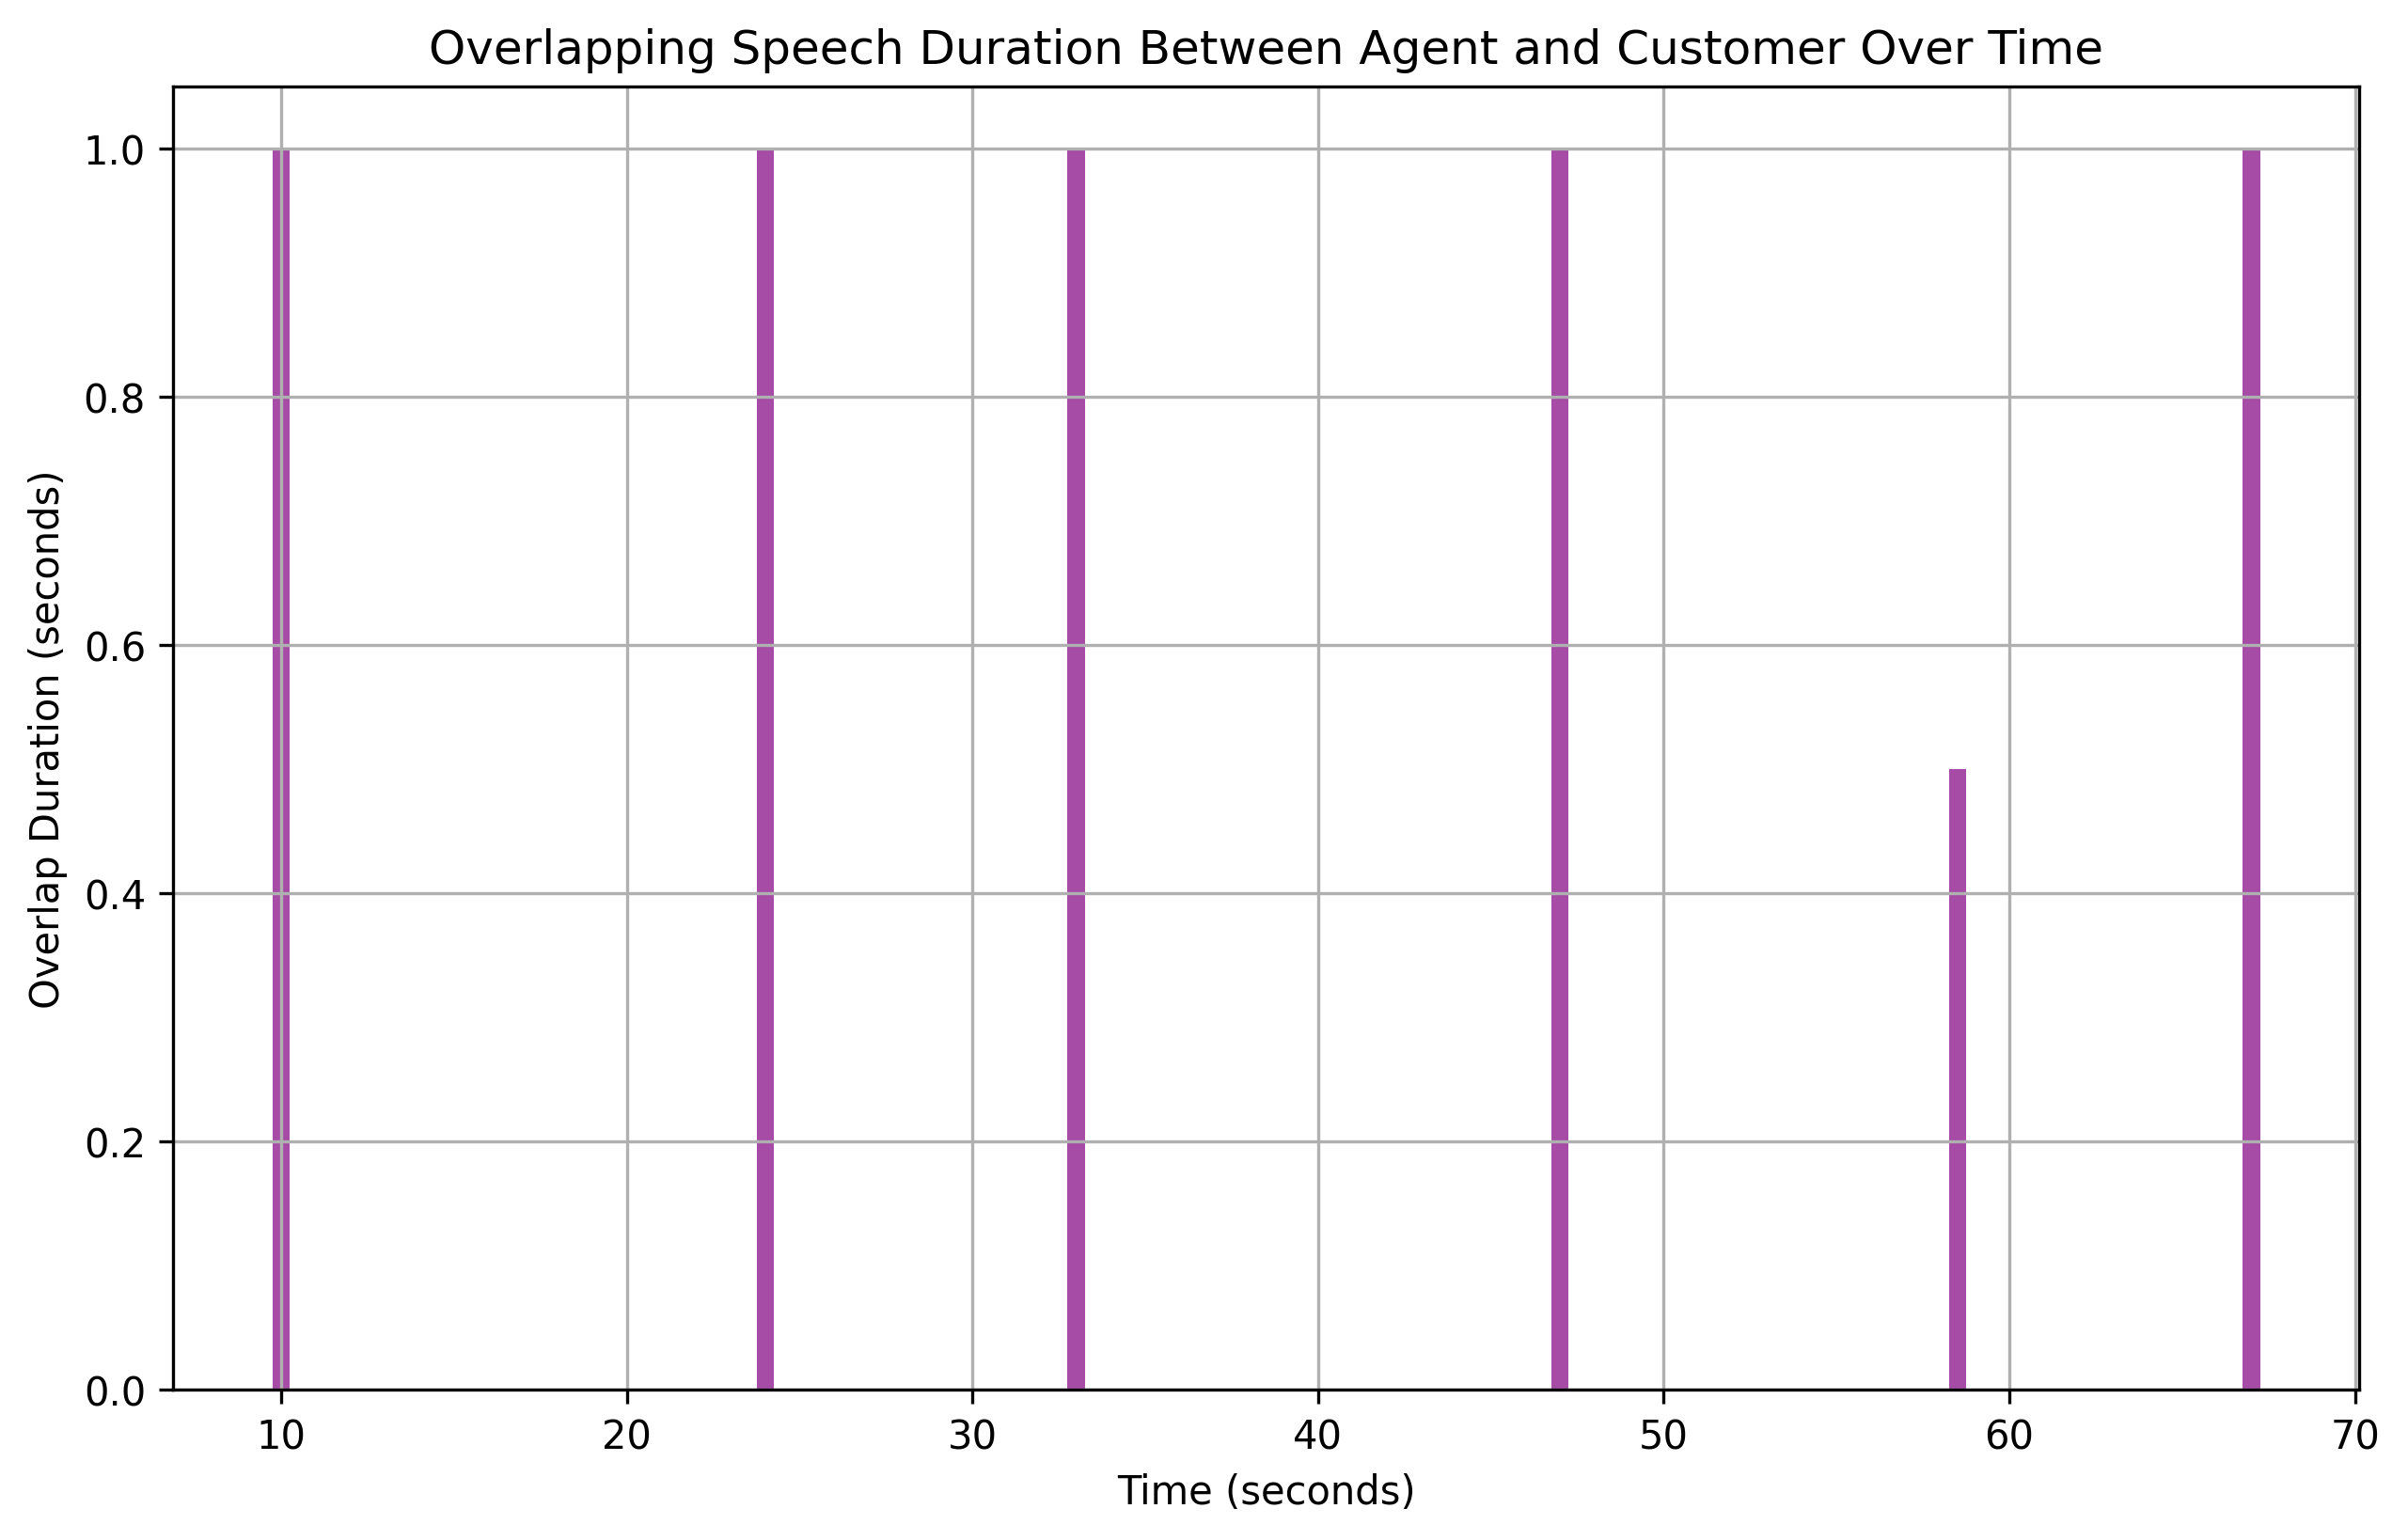 Overlapping Speech Duration Between Agent and Customer Over Time
Overlap Duration (seconds)
1.0
0.8
0.6
0.4
0.2
0.0
10 20 30 40 50 60 70
Time (seconds)